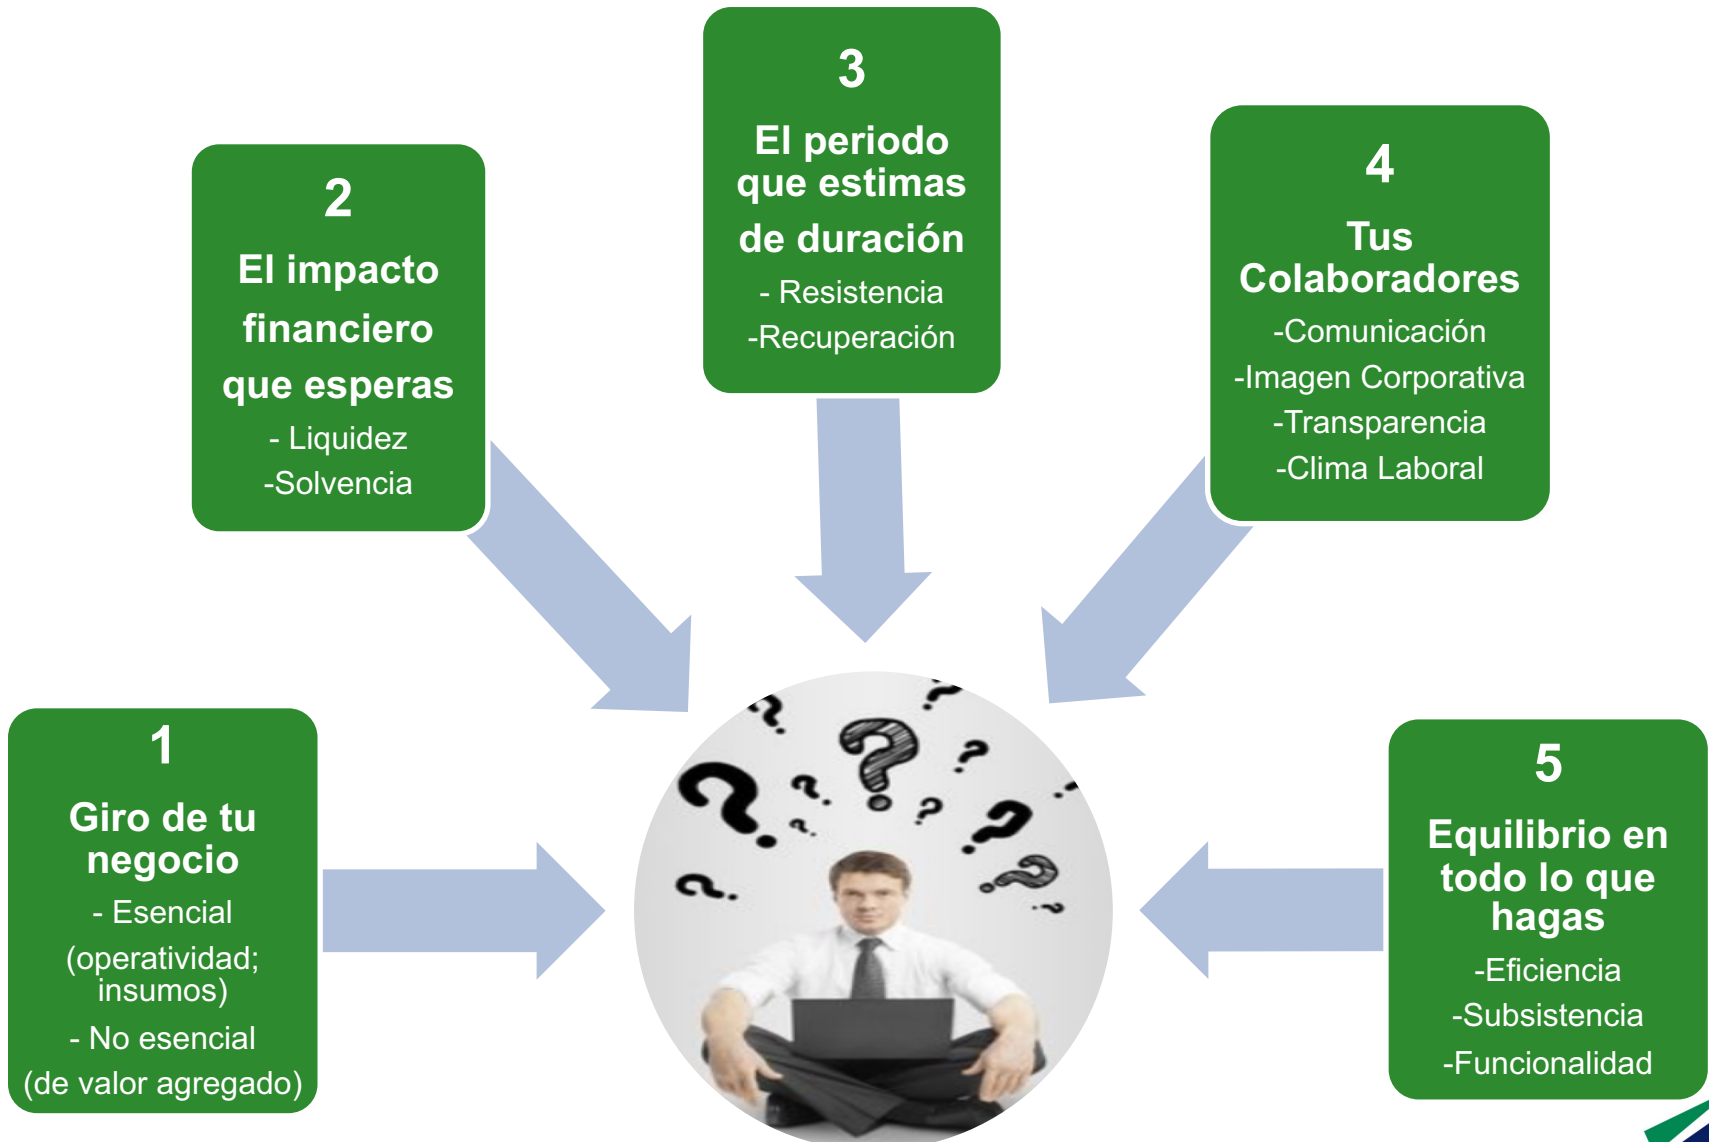 1
Giro de tu
negocio
- Esencial
(operatividad;
insumos)
- No esencial
(de valor agregado)
2
El impacto
financiero
que esperas
- Liquidez
-Solvencia
3
El periodo
que estimas
de duración
- Resistencia
-Recuperación
4
Tus
Colaboradores
-Comunicación
-Imagen Corporativa
-Transparencia
-Clima Laboral
5
Equilibrio en
todo lo que
hagas
-Eficiencia
-Subsistencia
-Funcionalidad